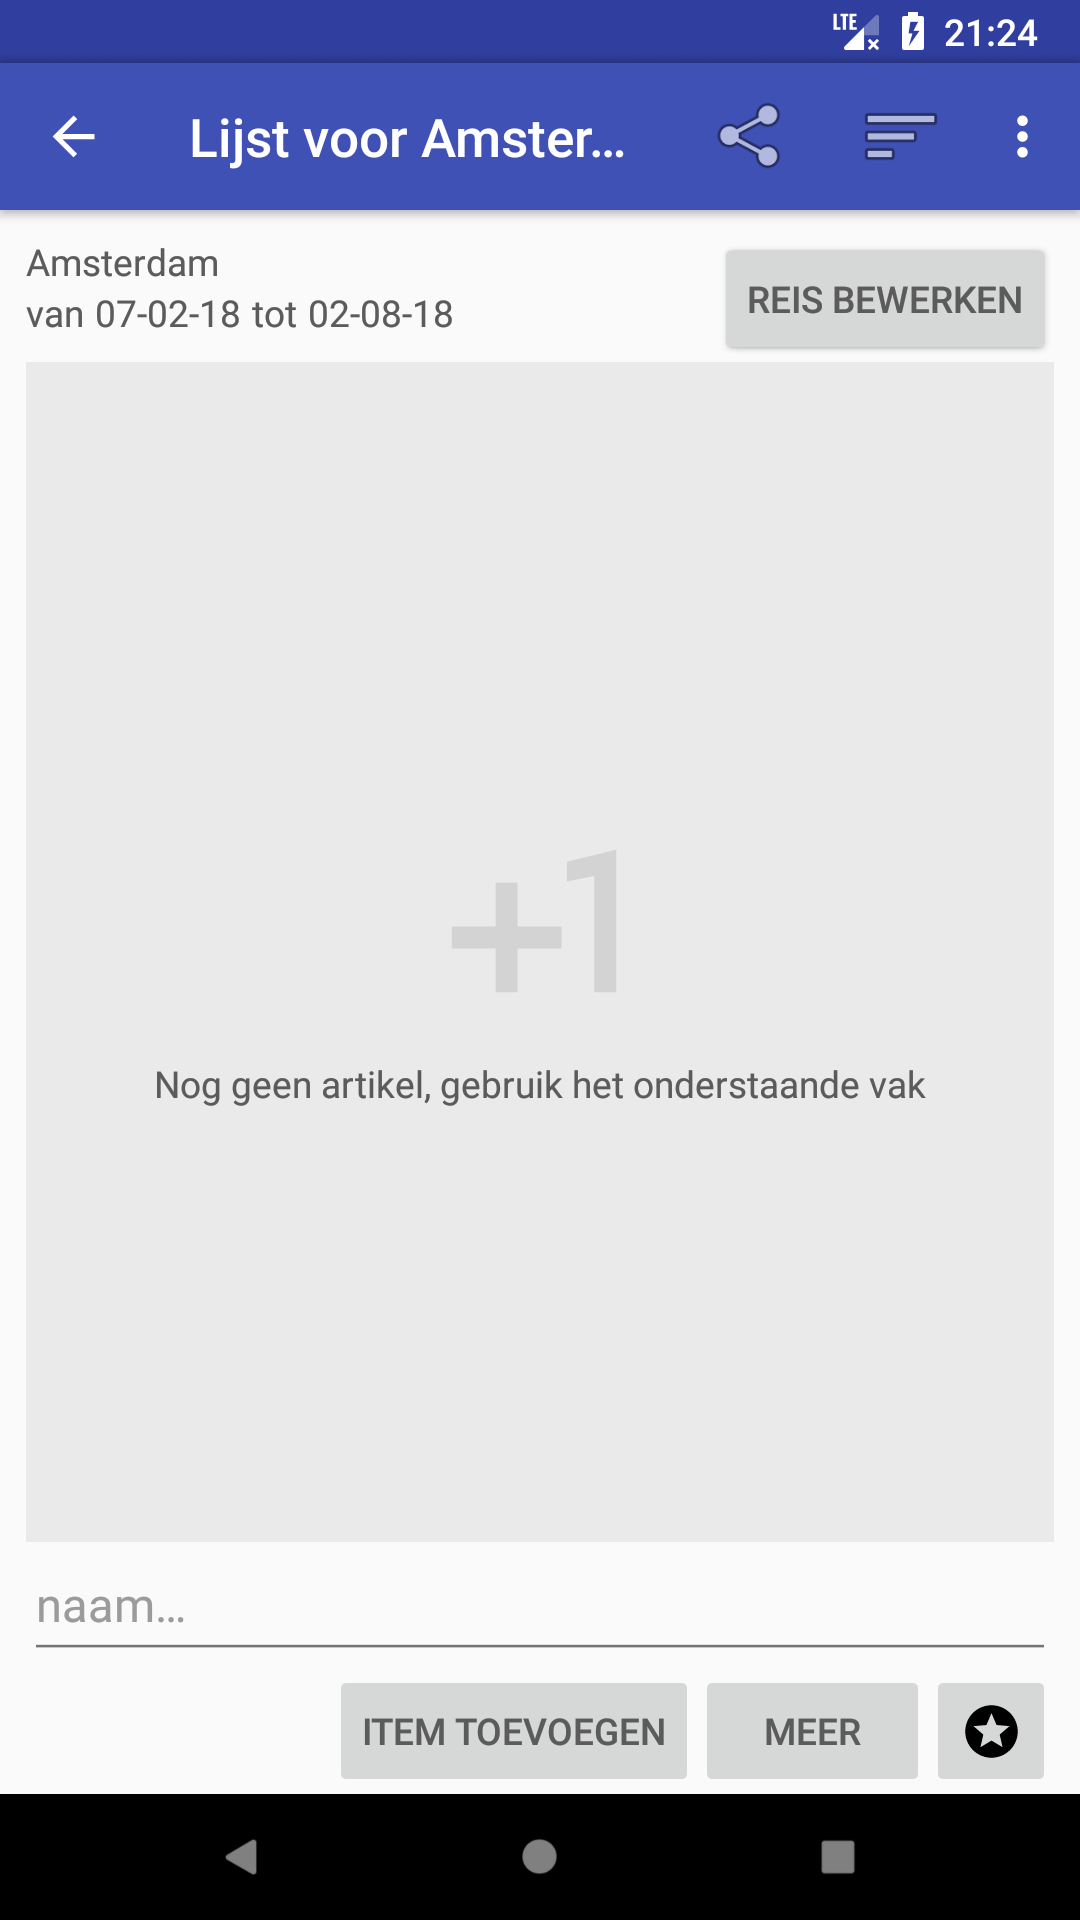 LTE 21:24
Lijst voor Amster...
Amsterdam
van 07-02-18 tot 02-08-18
REIS BEWERKEN
+1
Nog geen artikel, gebruik het onderstaande vak
naam...
ITEM TOEVOEGEN MEER